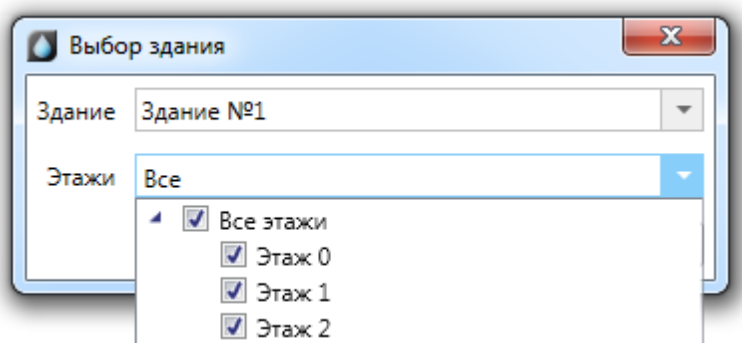 Выбор здания
Здание Здание №1
Этажи Все
Все этажи
Этаж 0
Этаж 1
Этаж 2